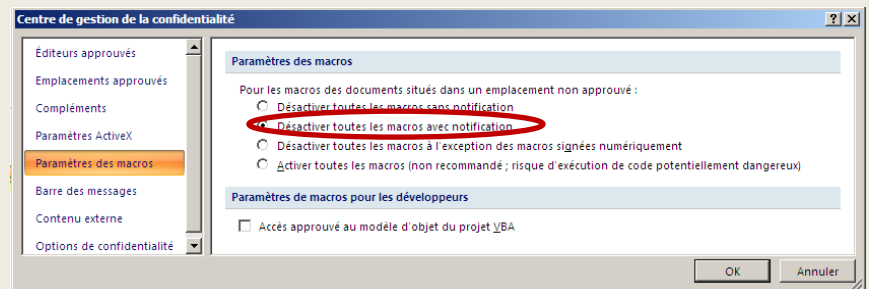 Centre de gestion de la confidentialité
Éditeurs approuvés
Emplacements approuvés
Compléments
Paramètres ActiveX
Paramètres des macros
Barre des messages
Contenu externe
Options de confidentialité
Paramètres des macros
Pour les macros des documents situés dans un emplacement non approuvé :
Désactiver toutes les macros sans notification
Désactiver toutes les macros avec notification
Désactiver toutes les macros à l'exception des macros signées numériquement
Activer toutes les macros (non recommandé ; risque d'exécution de code potentiellement dangereux)
Paramètres de macros pour les développeurs
Accès approuvé au modèle d'objet du projet VBA
OK
Annuler